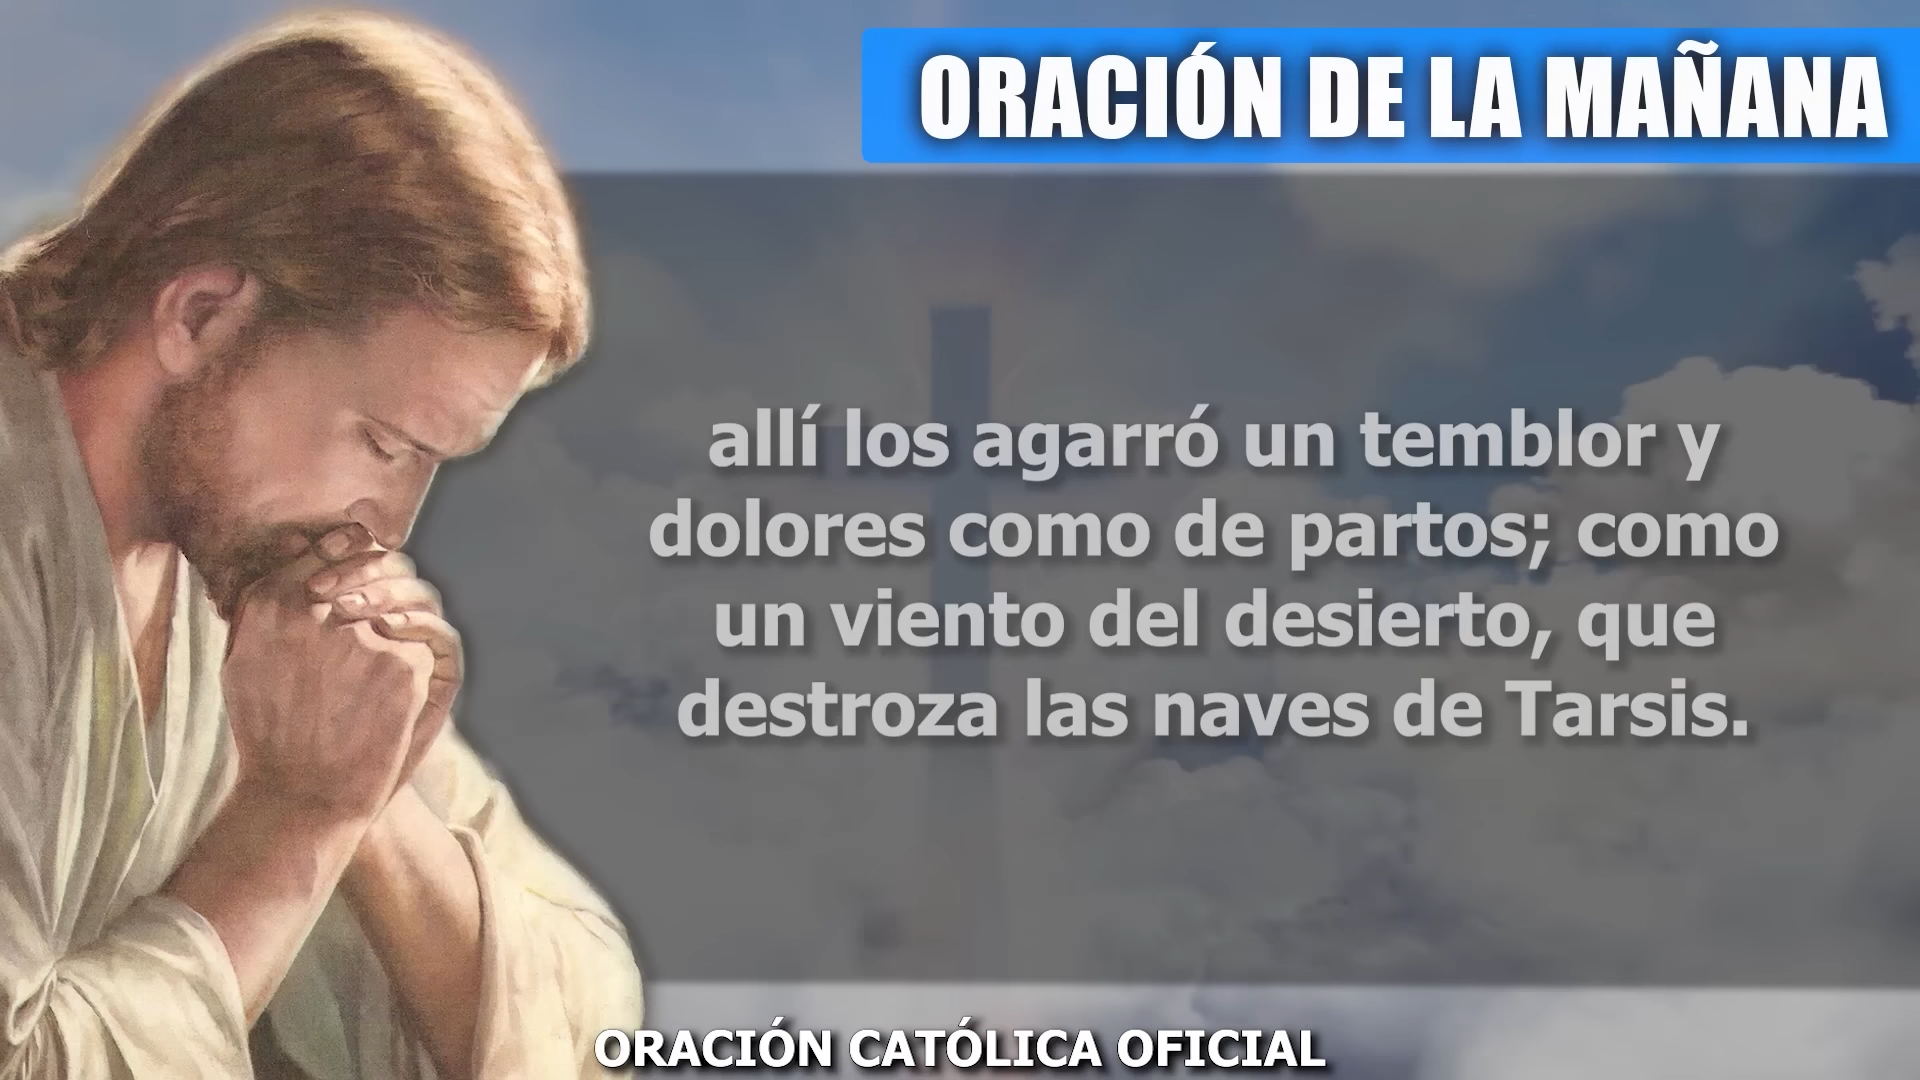 ORACIÓN DE LA MAÑANA
allí los agarró un temblor y
dolores como de partos; como
un viento del desierto, que
destroza las naves de Tarsis.
ORACIÓN CATÓLICA OFICIAL